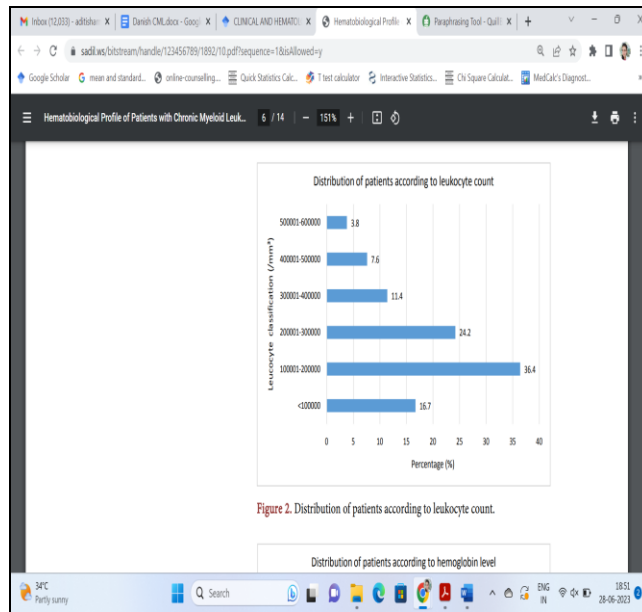 Inbox (12,033) - aditishar
Danish CML.docx - Googl
CLINICAL AND HEMATOL
Hematobiological Profile
Paraphrasing Tool - Quill
sadil.ws/bitstream/handle/123456789/1892/10.pdf?sequence=1&isAllowed=y
Google Scholar
mean and standard...
online-counselling...
Quick Statistics Calc...
T test calculator
Interactive Statistics...
Chi Square Calculat...
MedCalc's Diagnost...
Hematobiological Profile of Patients with Chronic Myeloid Leuk...
6 / 14
151%
Distribution of patients according to leukocyte count
Leucocyte classification (/mm³)
500001-600000 3.8
400001-500000 7.6
300001-400000 11.4
200001-300000 24.2
100001-200000 36.4
<100000 16.7
0 5 10 15 20 25 30 35 40
Percentage (%)
Figure 2. Distribution of patients according to leukocyte count.
Distribution of patients according to hemoglobin level
34°C
Partly sunny
Search
ENG
IN
18:51
28-06-2023